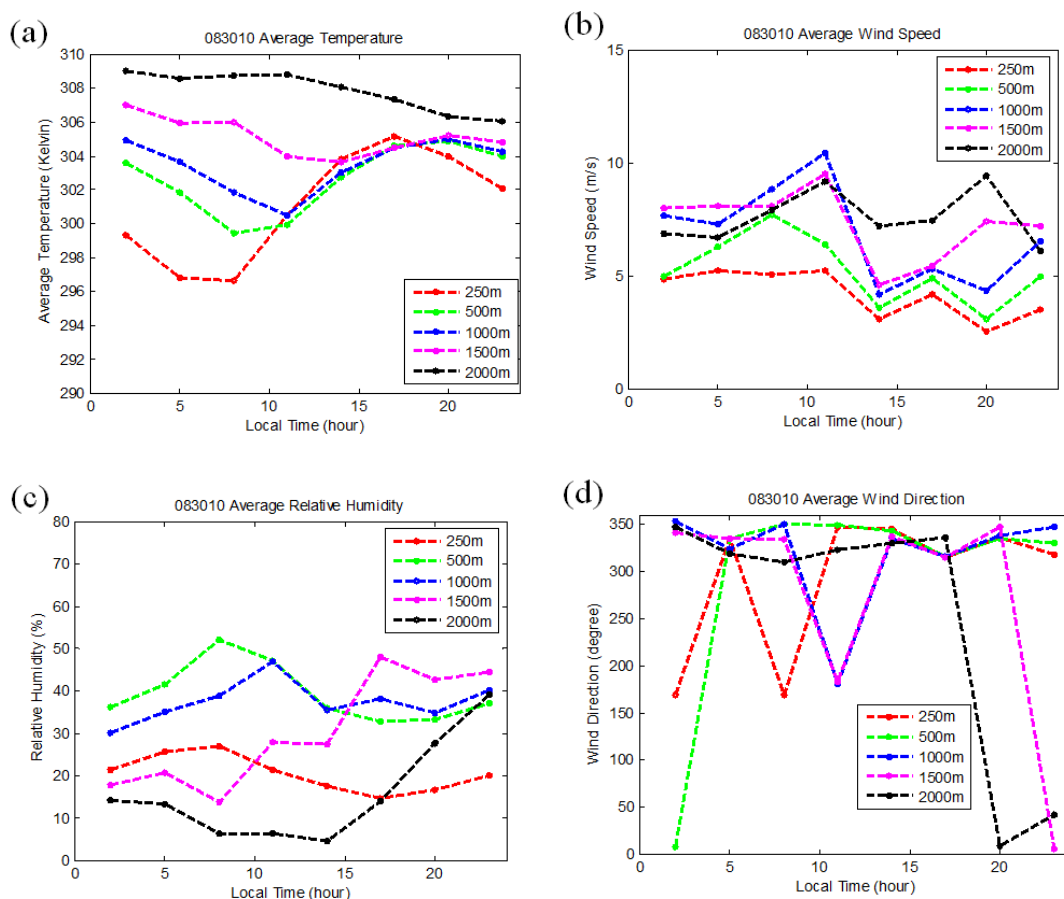 (a)
083010 Average Temperature
310
308
306
304
302
300
298
296
294
292
290
Average Temperature (Kelvin)
250m
500m
1000m
1500m
2000m
0
5
10
15
20
Local Time (hour)
(b)
083010 Average Wind Speed
15
10
5
0
Wind Speed (m/s)
250m
500m
1000m
1500m
2000m
0
5
10
15
20
Local Time (hour)
(c)
083010 Average Relative Humidity
80
70
60
50
40
30
20
10
0
Relative Humidity (%)
250m
500m
1000m
1500m
2000m
0
5
10
15
20
Local Time (hour)
(d)
083010 Average Wind Direction
350
300
250
200
150
100
50
0
Wind Direction (degree)
250m
500m
1000m
1500m
2000m
0
5
10
15
20
Local Time (hour)